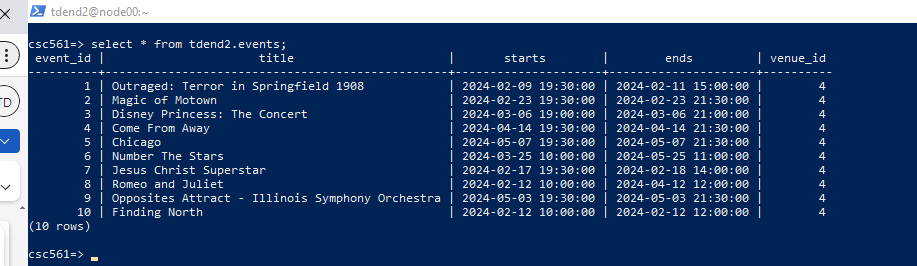 tdend2@node00:~
csc561=> select * from tdend2.events;
event_id | title | starts | ends | venue_id
----------+-----------------------------------------------+---------------------+---------------------+----------
1 | Outraged: Terror in Springfield 1908 | 2024-02-09 19:30:00 | 2024-02-11 15:00:00 | 4
2 | Magic of Motown | 2024-02-23 19:30:00 | 2024-02-23 21:30:00 | 4
3 | Disney Princess: The Concert | 2024-03-06 19:00:00 | 2024-03-06 21:00:00 | 4
4 | Come From Away | 2024-04-14 19:30:00 | 2024-04-14 21:30:00 | 4
5 | Chicago | 2024-05-07 19:30:00 | 2024-05-07 21:30:00 | 4
6 | Number The Stars | 2024-03-25 10:00:00 | 2024-05-25 11:00:00 | 4
7 | Jesus Christ Superstar | 2024-02-17 19:30:00 | 2024-02-18 14:00:00 | 4
8 | Romeo and Juliet | 2024-02-12 10:00:00 | 2024-04-12 12:00:00 | 4
9 | Opposites Attract - Illinois Symphony Orchestra | 2024-05-03 19:30:00 | 2024-05-03 21:30:00 | 4
10 | Finding North | 2024-02-12 10:00:00 | 2024-02-12 12:00:00 | 4
(10 rows)
csc561=>
TD